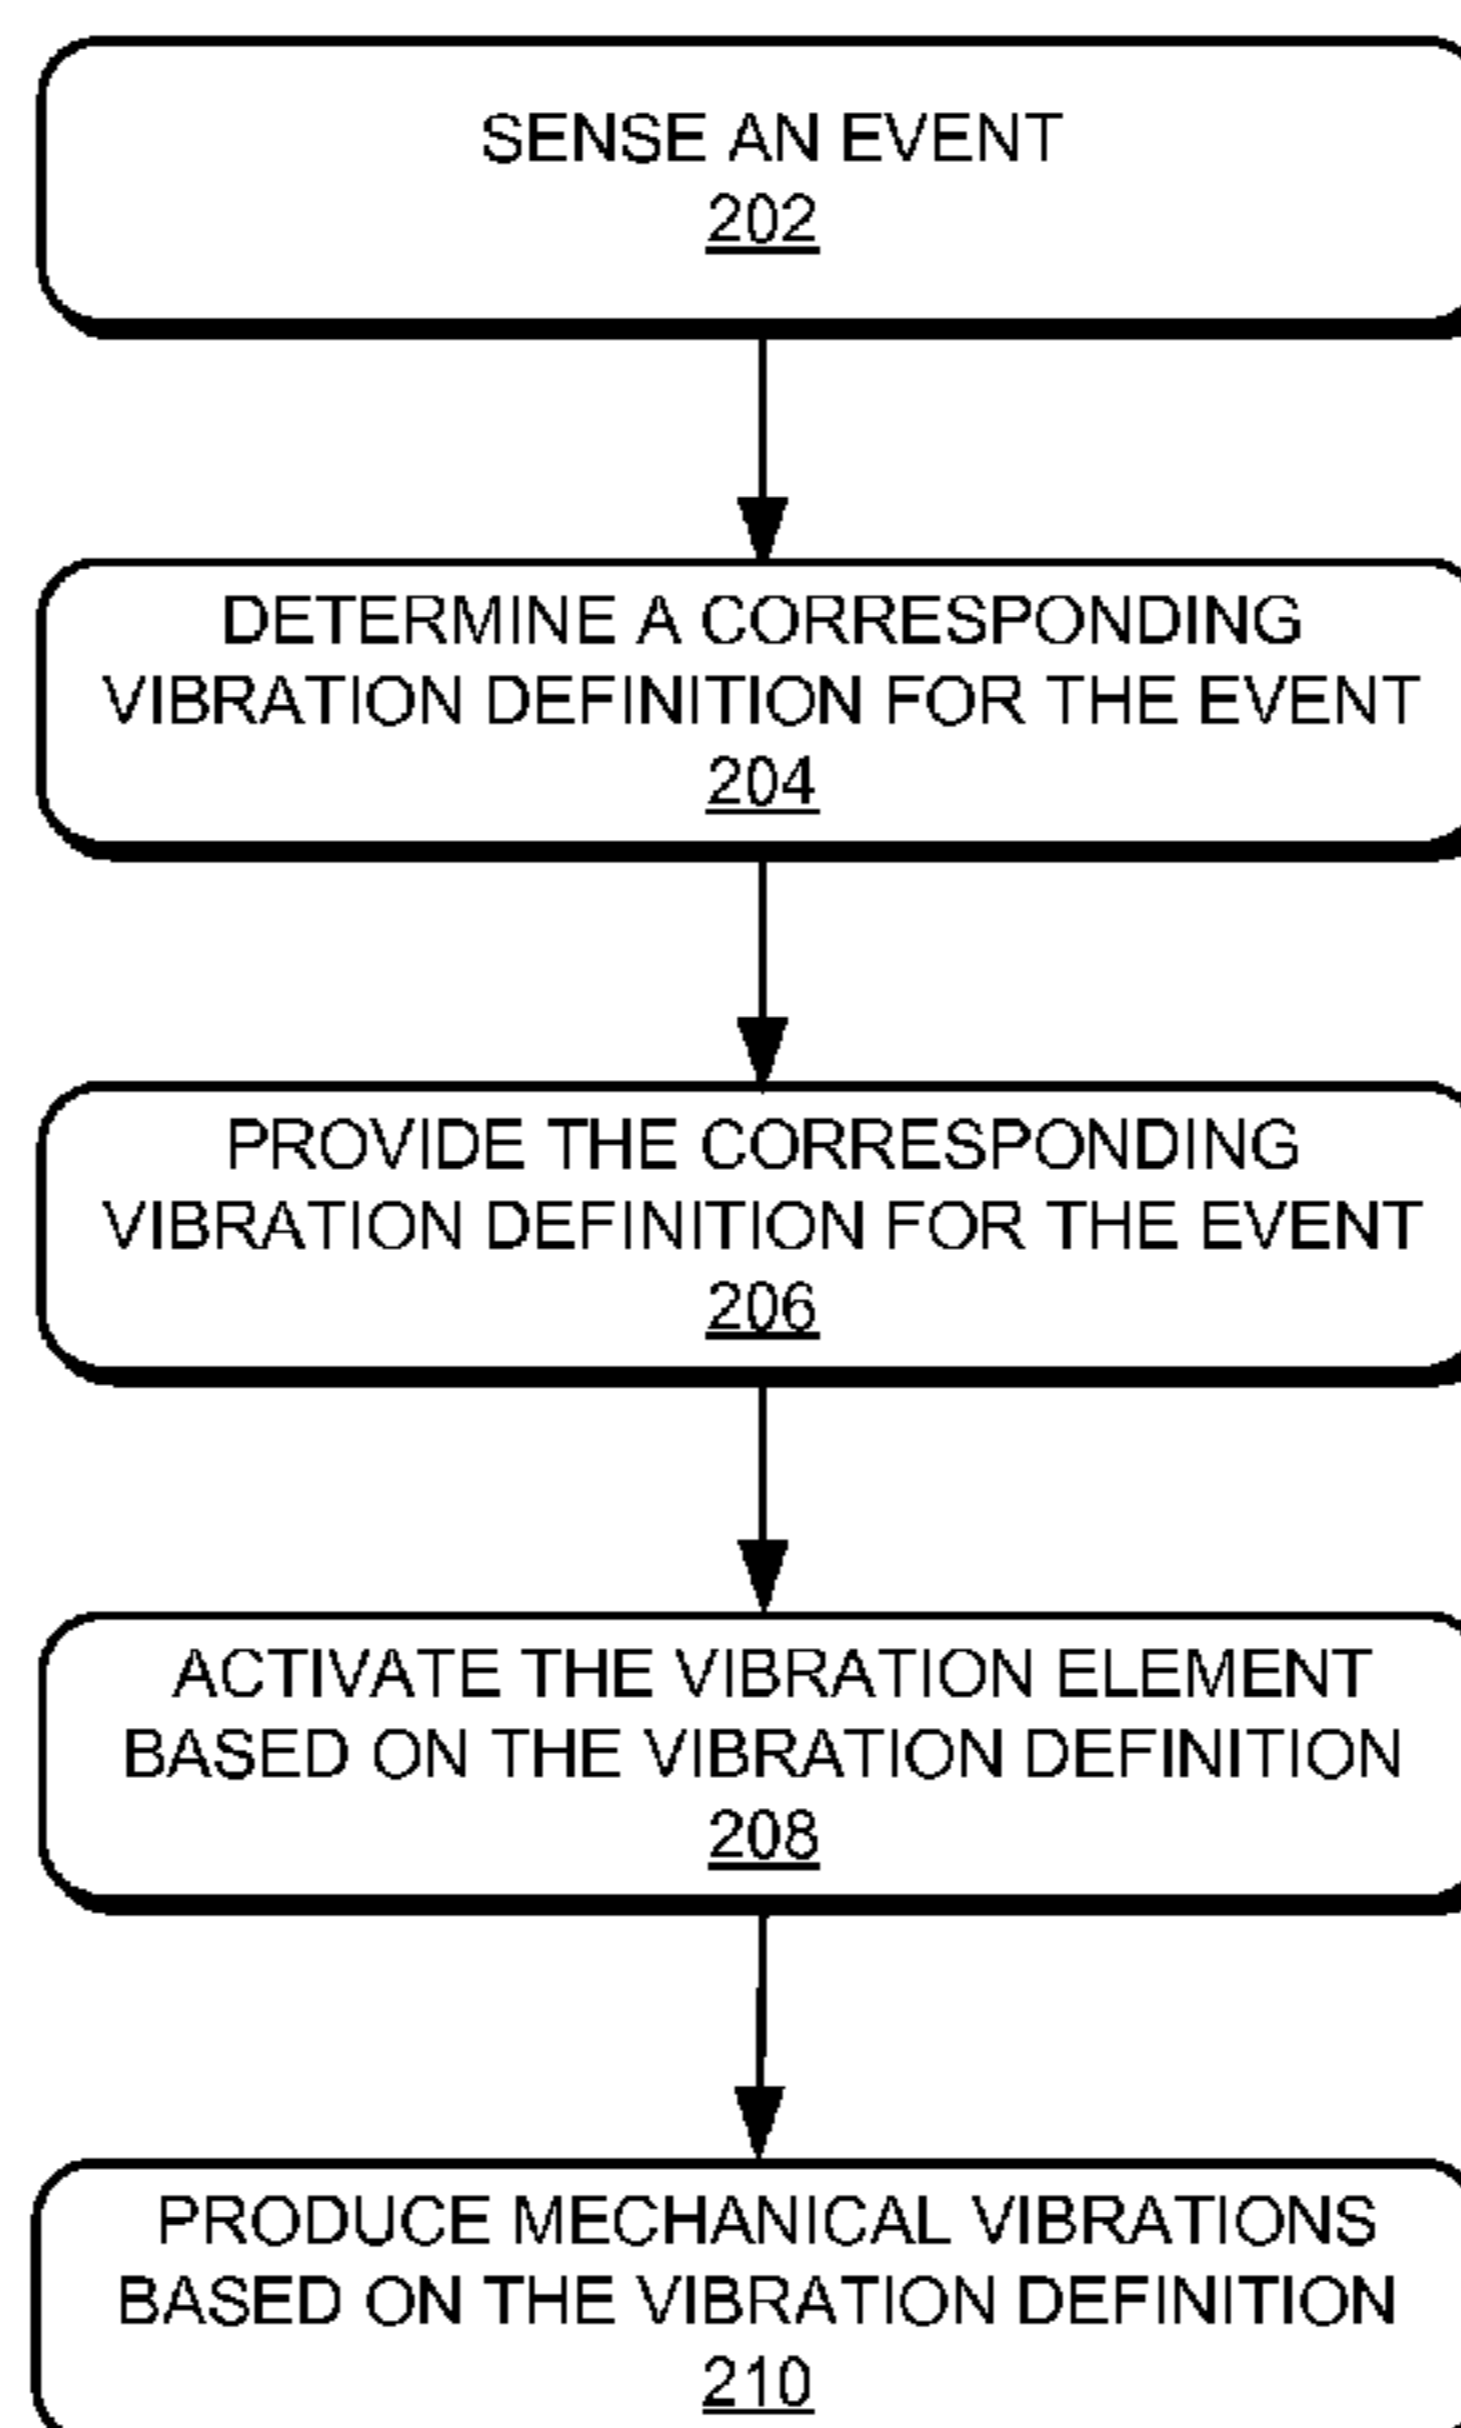 SENSE AN EVENT
202
DETERMINE A CORRESPONDING
VIBRATION DEFINITION FOR THE EVENT
204
PROVIDE THE CORRESPONDING
VIBRATION DEFINITION FOR THE EVENT
206
ACTIVATE THE VIBRATION ELEMENT
BASED ON THE VIBRATION DEFINITION
208
PRODUCE MECHANICAL VIBRATIONS
BASED ON THE VIBRATION DEFINITION
210